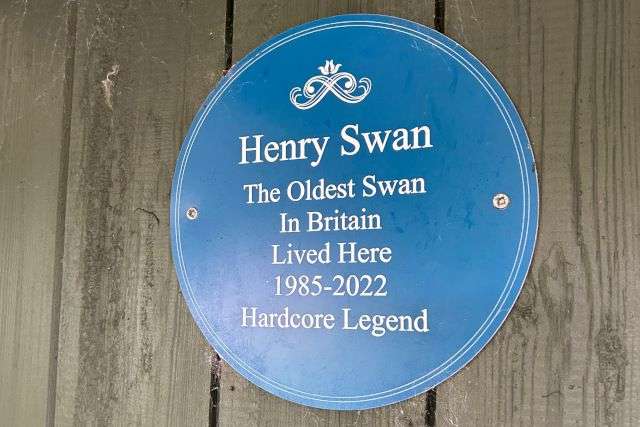 Henry Swan
The Oldest Swan
In Britain
Lived Here
1985-2022
Hardcore Legend